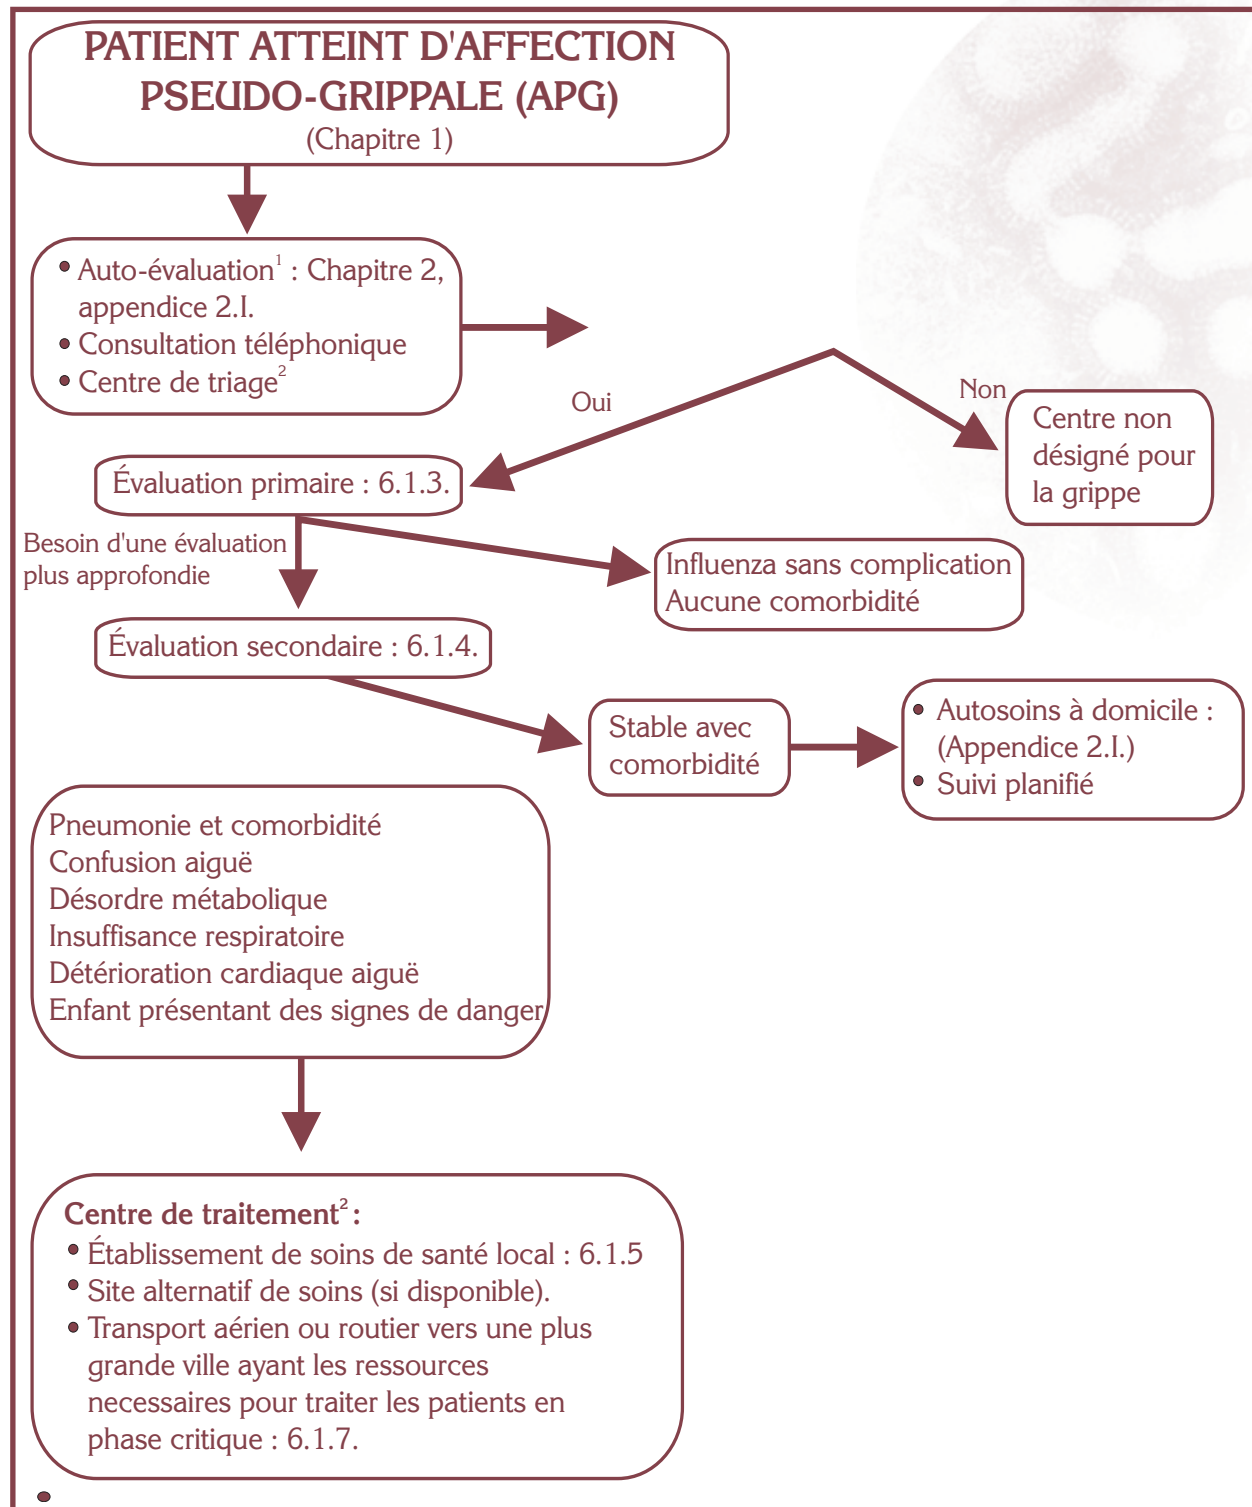 PATIENT ATTEINT D'AFFECTION
PSEUDO-GRIPPALE (APG)
(Chapitre 1)
• Auto-évaluation¹ : Chapitre 2,
appendice 2.I.
• Consultation téléphonique
• Centre de triage²
Oui
Non
Centre non
désigné pour
la grippe
Évaluation primaire : 6.1.3.
Besoin d'une évaluation
plus approfondie
Influenza sans complication
Aucune comorbidité
Évaluation secondaire : 6.1.4.
Stable avec
comorbidité
• Autosoins à domicile :
(Appendice 2.I.)
• Suivi planifié
Pneumonie et comorbidité
Confusion aiguë
Désordre métabolique
Insuffisance respiratoire
Détérioration cardiaque aiguë
Enfant présentant des signes de danger
Centre de traitement² :
• Établissement de soins de santé local : 6.1.5
• Site alternatif de soins (si disponible).
• Transport aérien ou routier vers une plus
grande ville ayant les ressources
necessaires pour traiter les patients en
phase critique : 6.1.7.